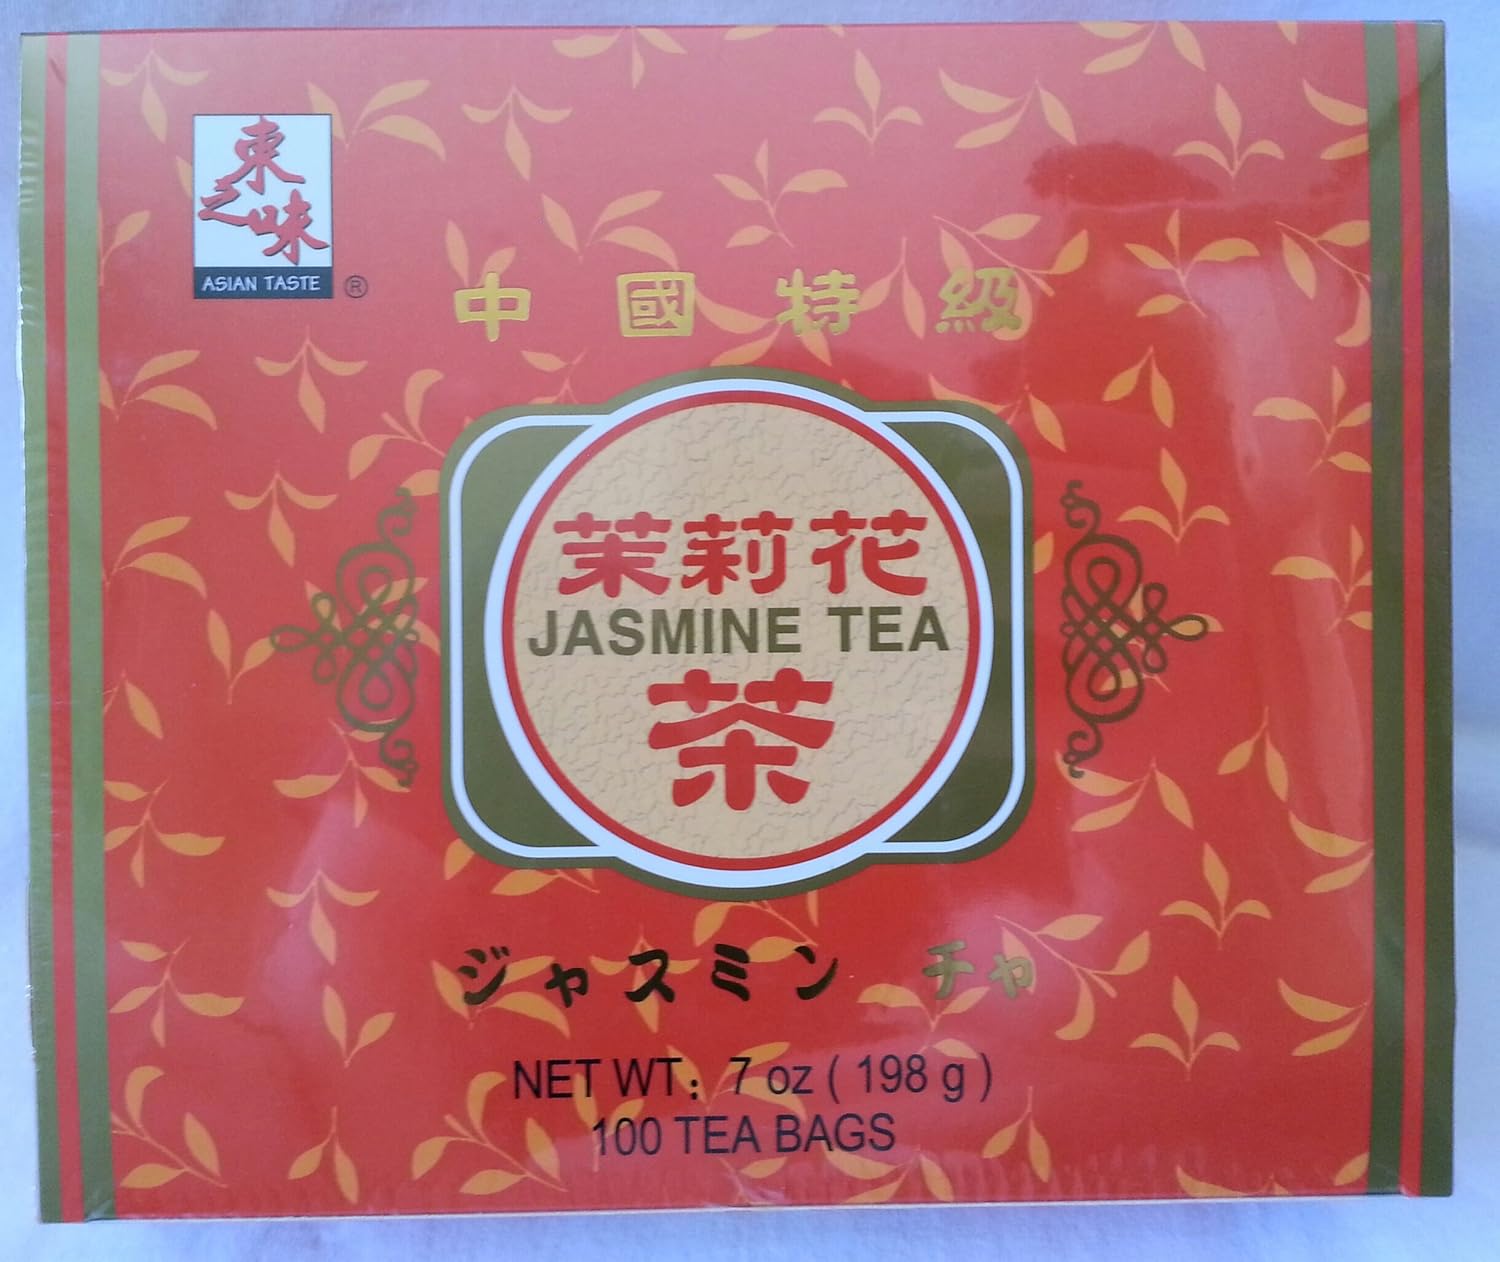 東之味
ASIAN TASTE ®
中國特級
茉莉花
JASMINE TEA
茶
ジャスミン チャ
NET WT: 7 oz ( 198 g )
100 TEA BAGS